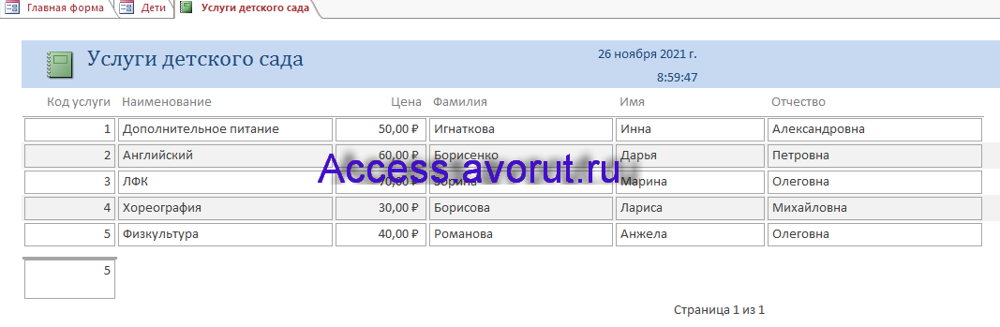 Главная форма Дети Услуги детского сада
Услуги детского сада 26 ноября 2021 г.
8:59:47
Код услуги Наименование Цена Фамилия Имя Отчество
1 Дополнительное питание 50,00 ₽ Игнаткова Инна Александровна
2 Английский 60,00 ₽ Борисенко Дарья Петровна
Access.avorut.ru
3 ЛФК 70,00 ₽ Зорина Марина Олеговна
4 Хореография 30,00 ₽ Борисова Лариса Михайловна
5 Физкультура 40,00 ₽ Романова Анжела Олеговна
5
Страница 1 из 1